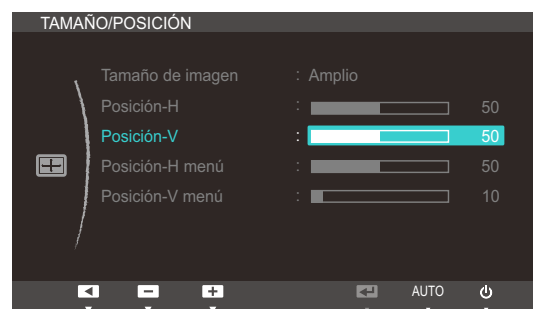 TAMAÑO/POSICIÓN
Tamaño de imagen : Amplio
Posición-H : 50
Posición-V : 50
Posición-H menú : 50
Posición-V menú : 10
AUTO